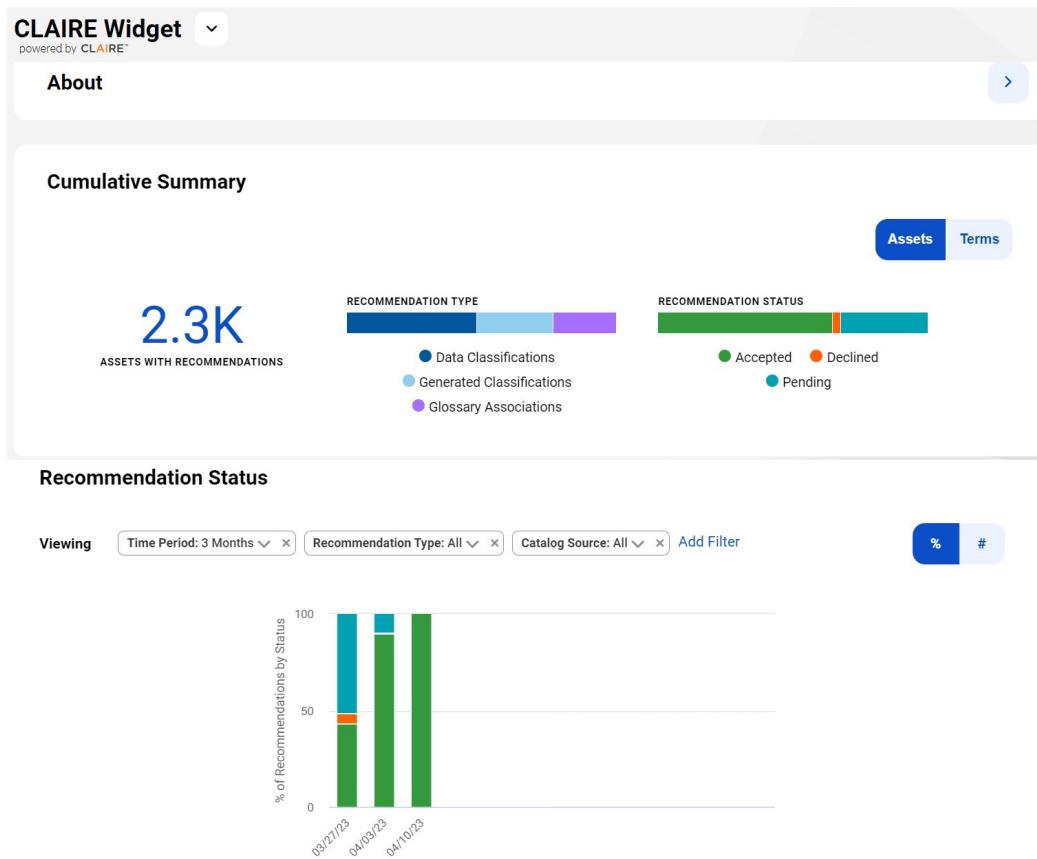 CLAIRE Widget
powered by CLAIRE™
About
Cumulative Summary
Assets Terms
2.3K
ASSETS WITH RECOMMENDATIONS
RECOMMENDATION TYPE
Data Classifications
Generated Classifications
Glossary Associations
RECOMMENDATION STATUS
Accepted Declined
Pending
Recommendation Status
Viewing Time Period: 3 Months × Recommendation Type: All × Catalog Source: All × Add Filter % #
% of Recommendations by Status
100
50
0
03/27/23 04/03/23 04/10/23